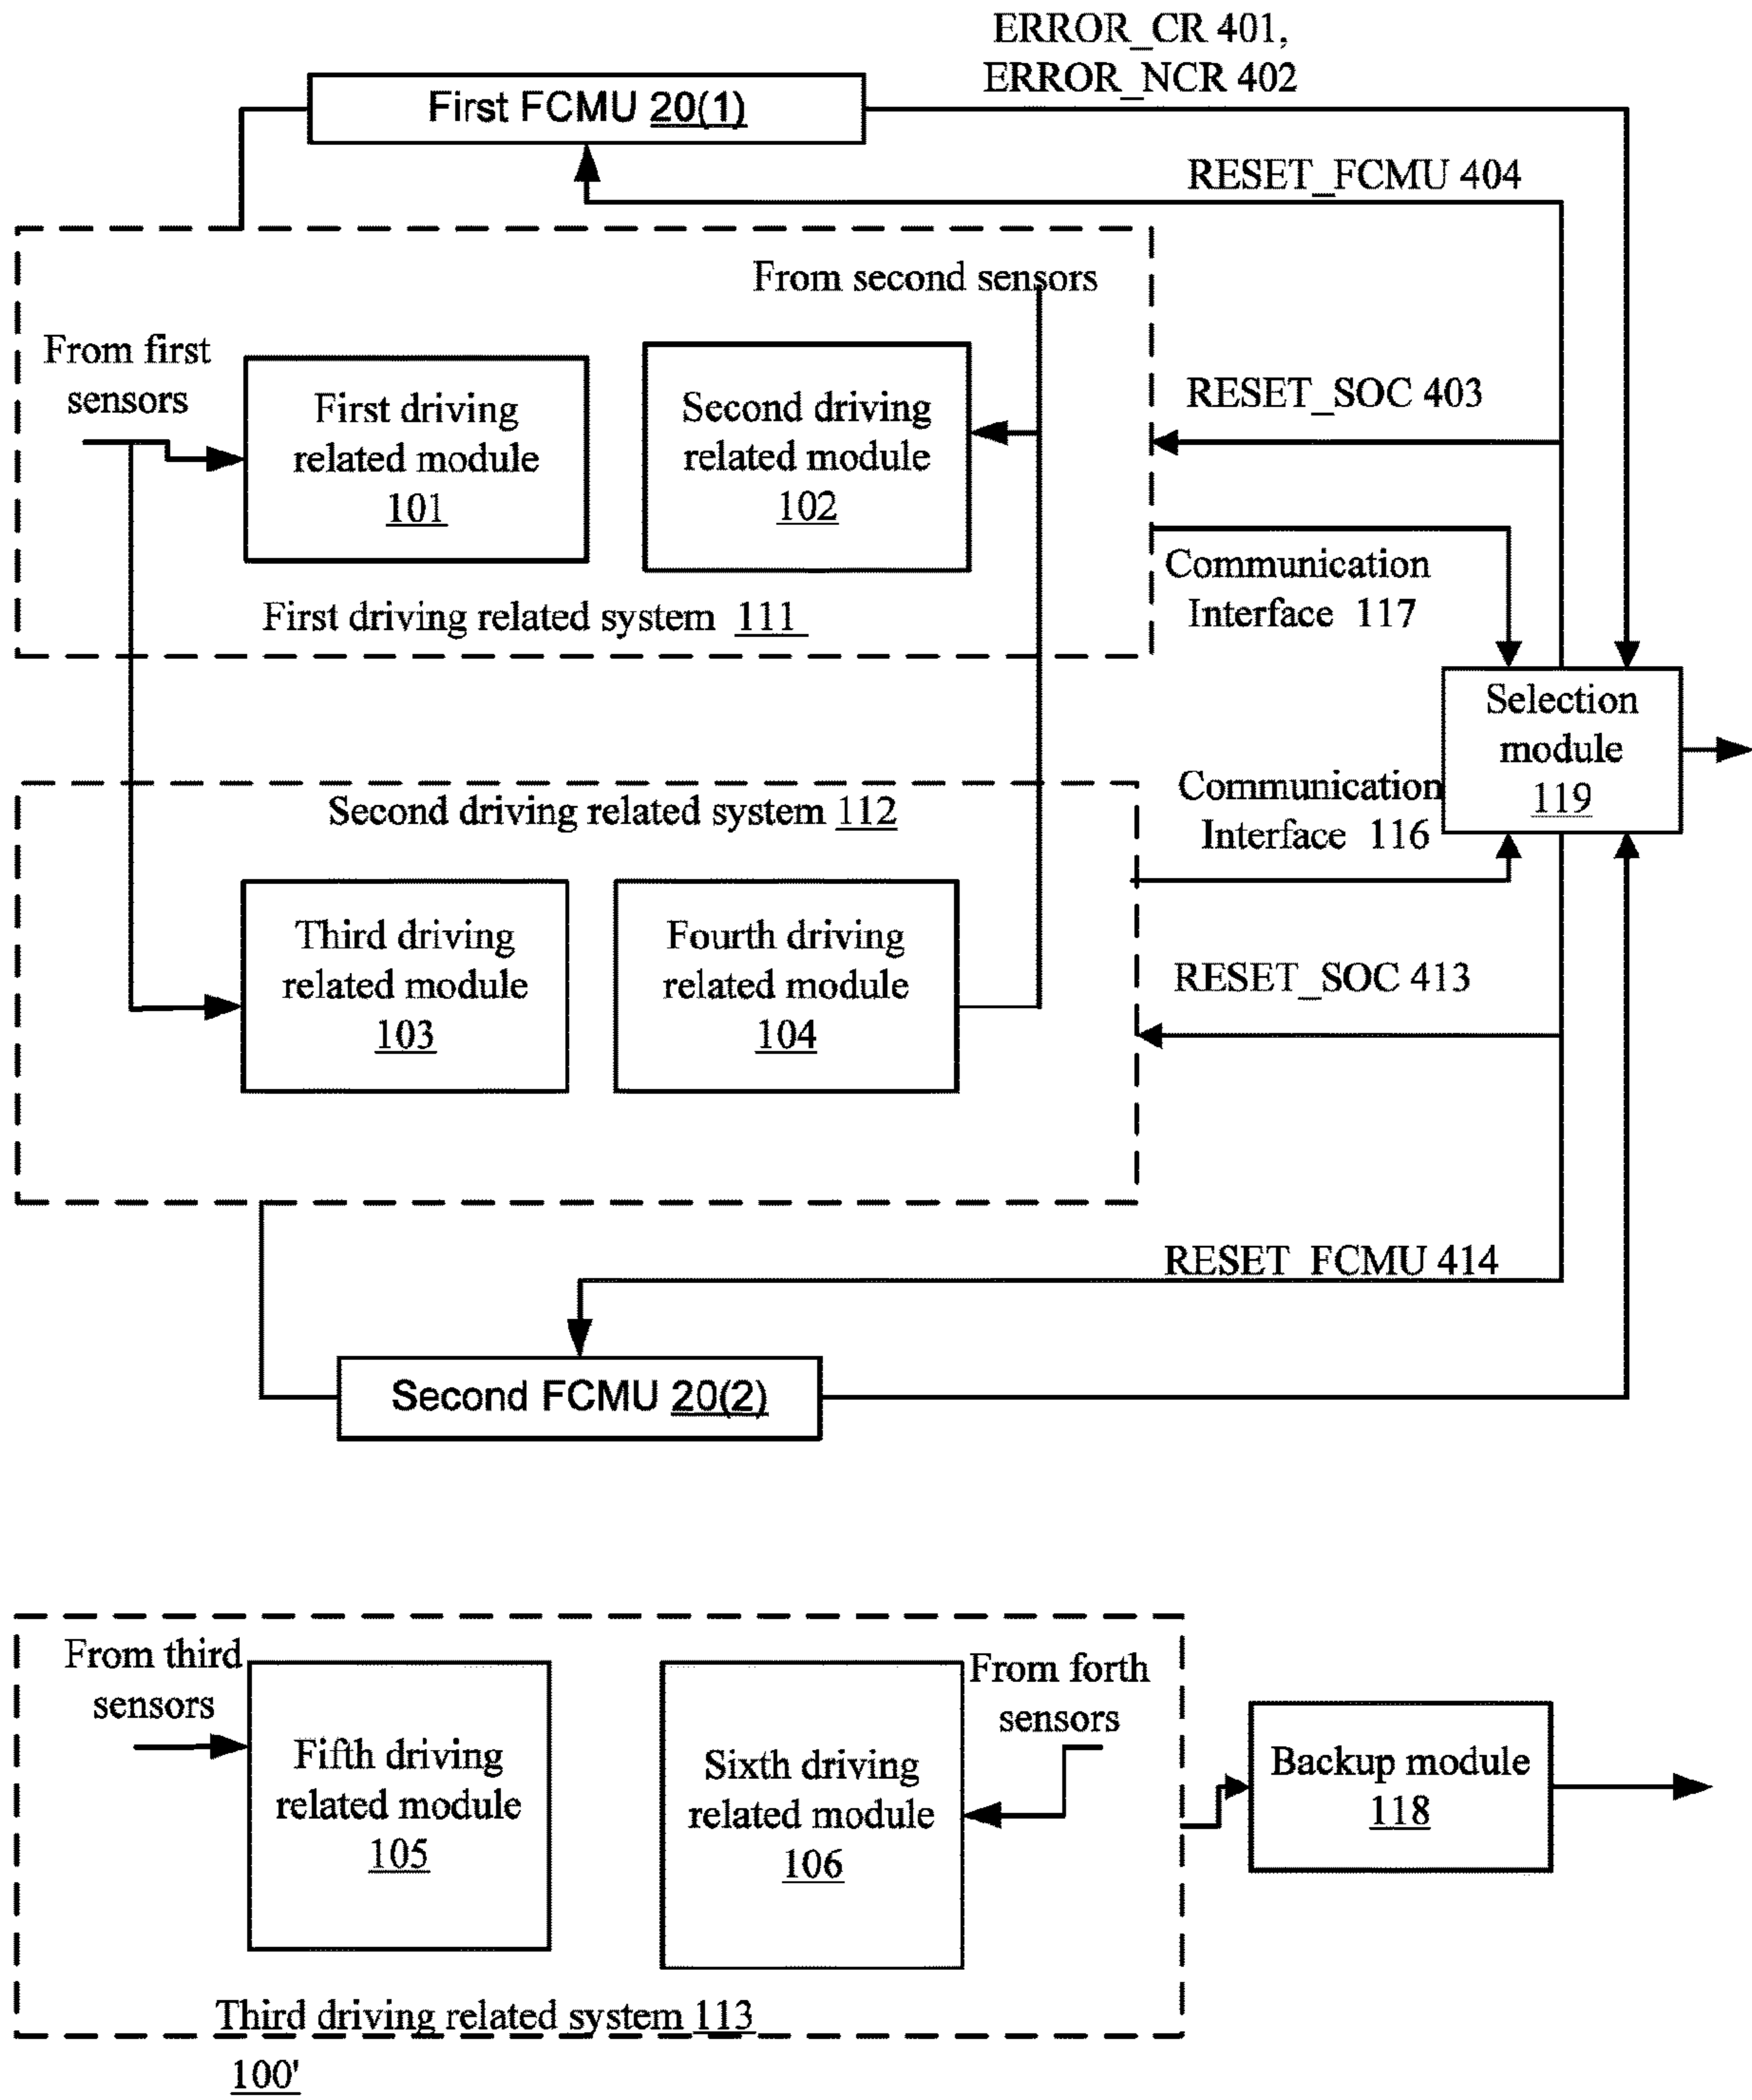 ERROR_CR 401,
ERROR_NCR 402
First FCMU 20(1)
RESET_FCMU 404
From second sensors
From first
sensors
First driving
related module
101
Second driving
related module
102
RESET_SOC 403
Communication
Interface 117
First driving related system 111
Selection
module
119
Second driving related system 112
Communication
Interface 116
Third driving
related module
103
Fourth driving
related module
104
RESET_SOC 413
RESET_FCMU 414
Second FCMU 20(2)
From third
sensors
Fifth driving
related module
105
Sixth driving
related module
106
From forth
sensors
Backup module
118
Third driving related system 113
100'